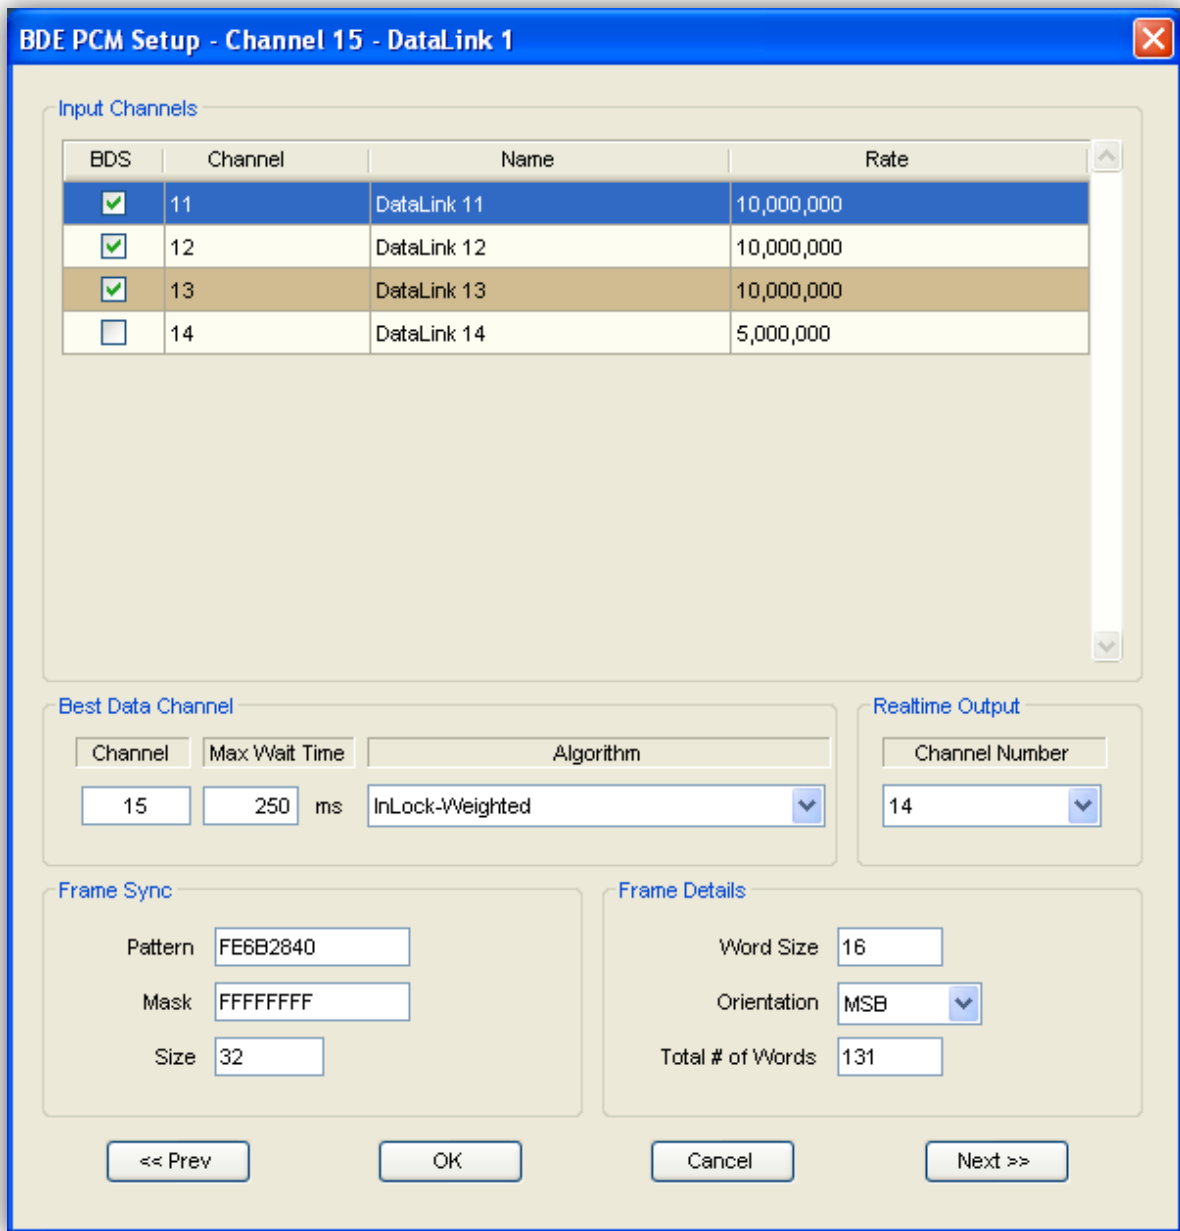 BDE PCM Setup - Channel 15 - DataLink 1
Input Channels
BDS Channel Name Rate
11 DataLink 11 10,000,000
12 DataLink 12 10,000,000
13 DataLink 13 10,000,000
14 DataLink 14 5,000,000
Best Data Channel
Channel Max Wait Time Algorithm
15 250 ms InLock-Weighted
Realtime Output
Channel Number
14
Frame Sync
Pattern FE6B2840
Mask FFFFFFFF
Size 32
Frame Details
Word Size 16
Orientation MSB
Total # of Words 131
<< Prev OK Cancel Next >>